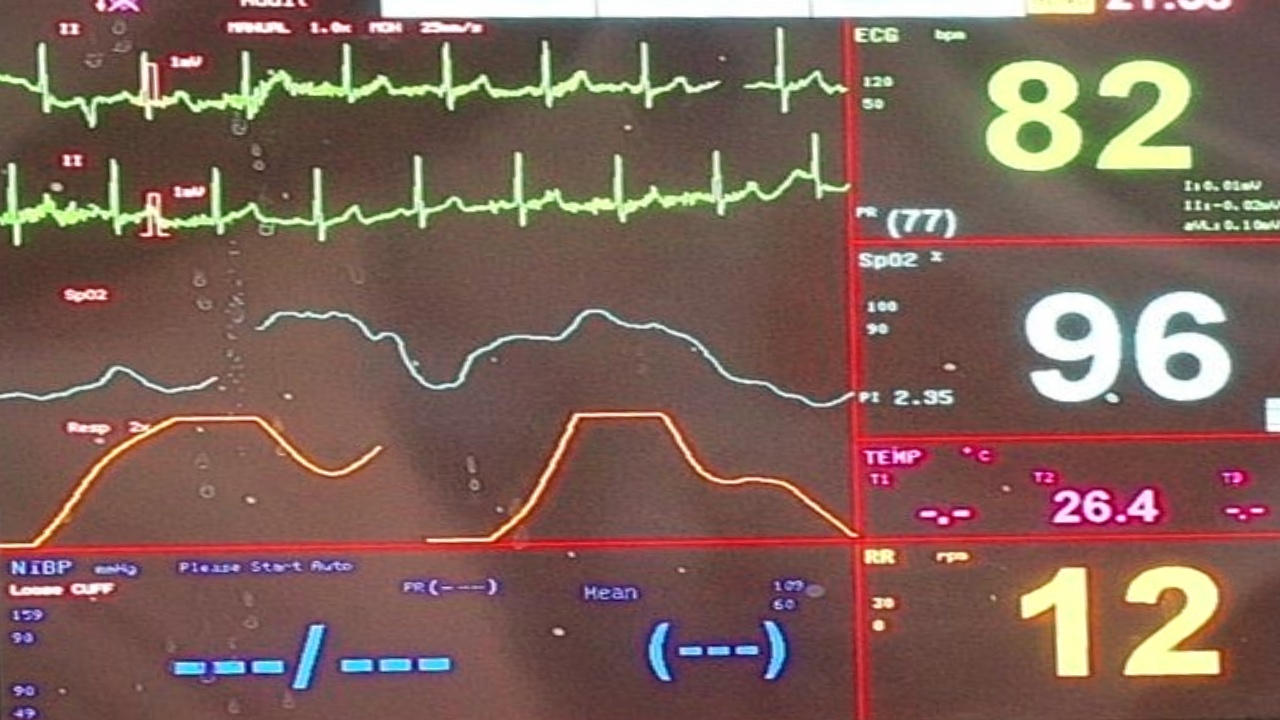 II
MANUAL 1.0x MON 25mm/s
1mV
II
1mV
SpO2
Resp 2x
ECG bpm
120
50
82
I: 0.01mV
II:-0.02mV
aVL: 0.10mV
PR (77)
SpO2
100
90
96
PI 2.35
TEMP °C
T1 T2
-.- 26.4 -.-
RR rpm
30
12
NIBP mmHg Please Start Auto
Loose CUFF
PR(---)
Mean
109
60
159
90
---/--- (---)
90
49